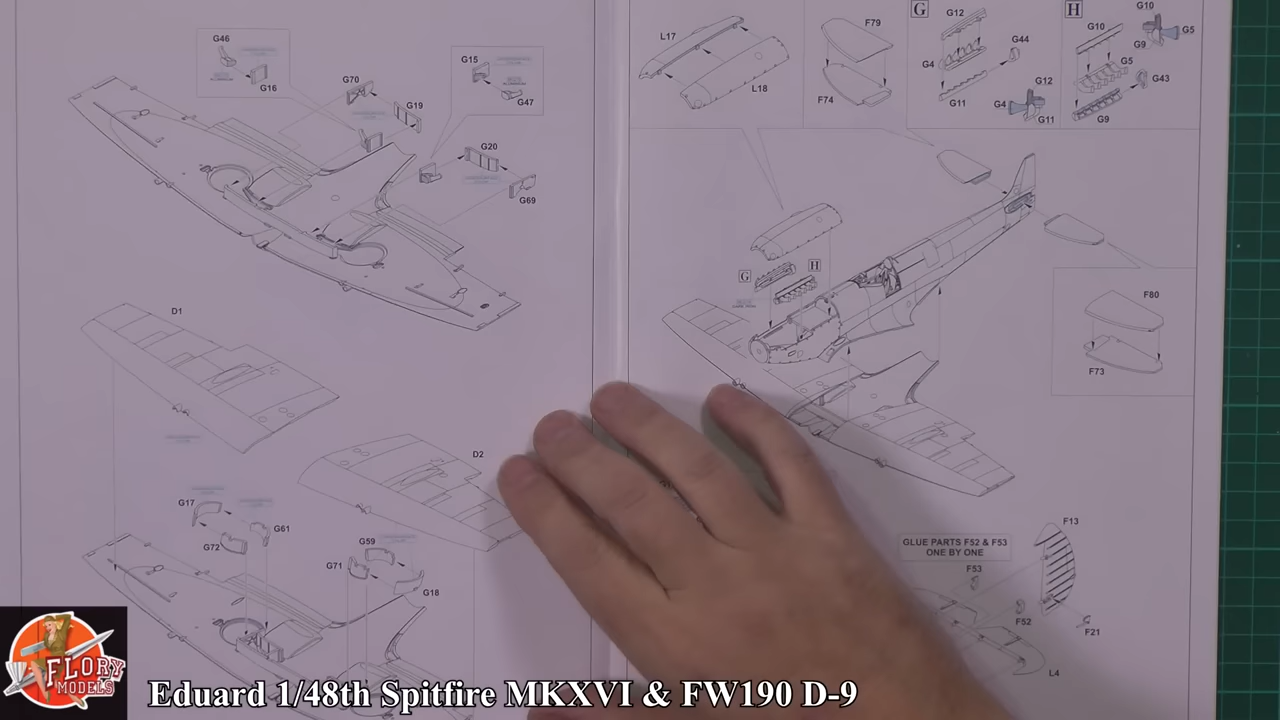 G46
G16
G70
G19
G15
G47
G20
G69
D1
D2
G17
G61
G72
G59
G71
G18
L17
L18
F79
F74
G
G12
G44
G4
G11
G12
G4
G11
H
G10
G10
G5
G9
G5
G43
G9
G
H
F80
F73
GLUE PARTS F52 & F53
ONE BY ONE
F13
F53
F52
F21
L4
FLORY
MODELS
Eduard 1/48th Spitfire MKXVI & FW190 D-9